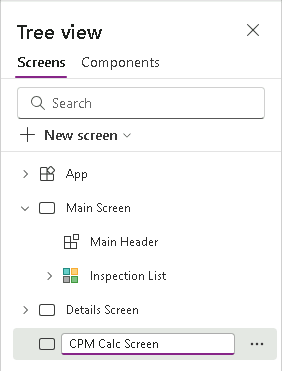 Tree view
Screens Components
Search
New screen
App
Main Screen
Main Header
Inspection List
Details Screen
CPM Calc Screen